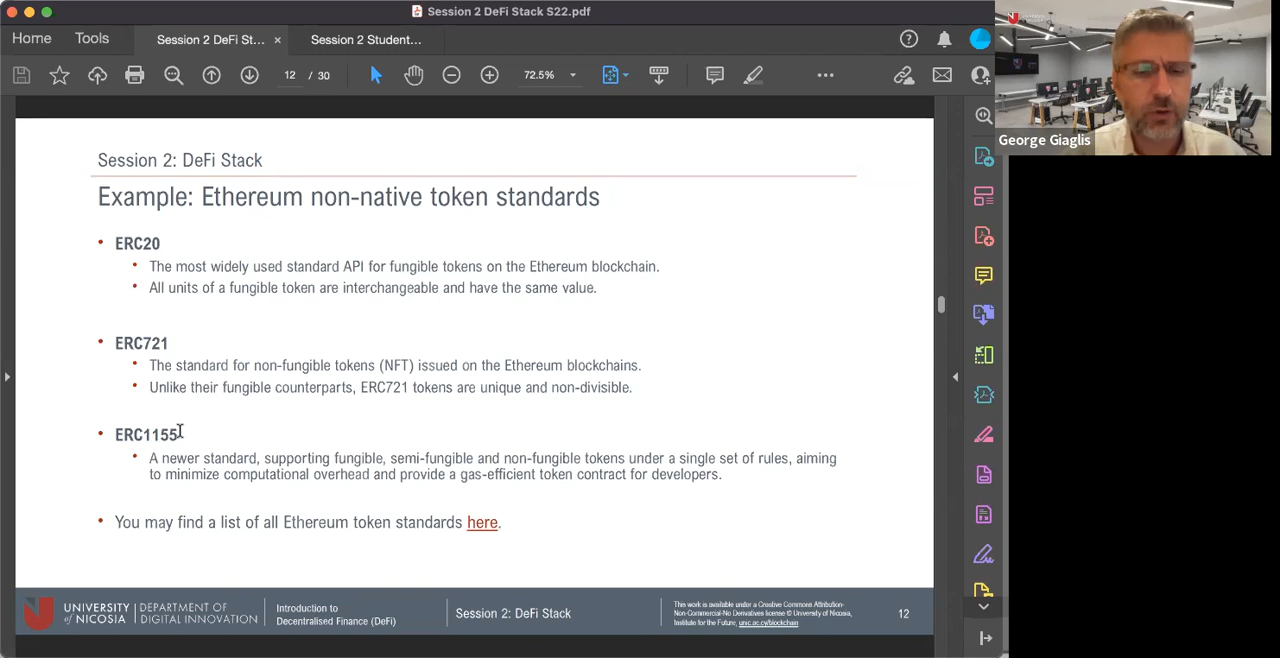 Session 2 DeFi Stack S22.pdf
Home
Tools
Session 2 DeFi St...
Session 2 Student...
12 / 30
72.5%
George Giaglis
Session 2: DeFi Stack
Example: Ethereum non-native token standards
• ERC20
• The most widely used standard API for fungible tokens on the Ethereum blockchain.
• All units of a fungible token are interchangeable and have the same value.
• ERC721
• The standard for non-fungible tokens (NFT) issued on the Ethereum blockchains.
• Unlike their fungible counterparts, ERC721 tokens are unique and non-divisible.
• ERC1155
• A newer standard, supporting fungible, semi-fungible and non-fungible tokens under a single set of rules, aiming
to minimize computational overhead and provide a gas-efficient token contract for developers.
• You may find a list of all Ethereum token standards here.
UNIVERSITY
of NICOSIA
DEPARTMENT OF
DIGITAL INNOVATION
Introduction to
Decentralised Finance (DeFi)
Session 2: DeFi Stack
This work is available under a Creative Commons Attribution-
Non-Commercial-No Derivatives license © University of Nicosia,
Institute for the Future, unic.ac.cy/blockchain
12